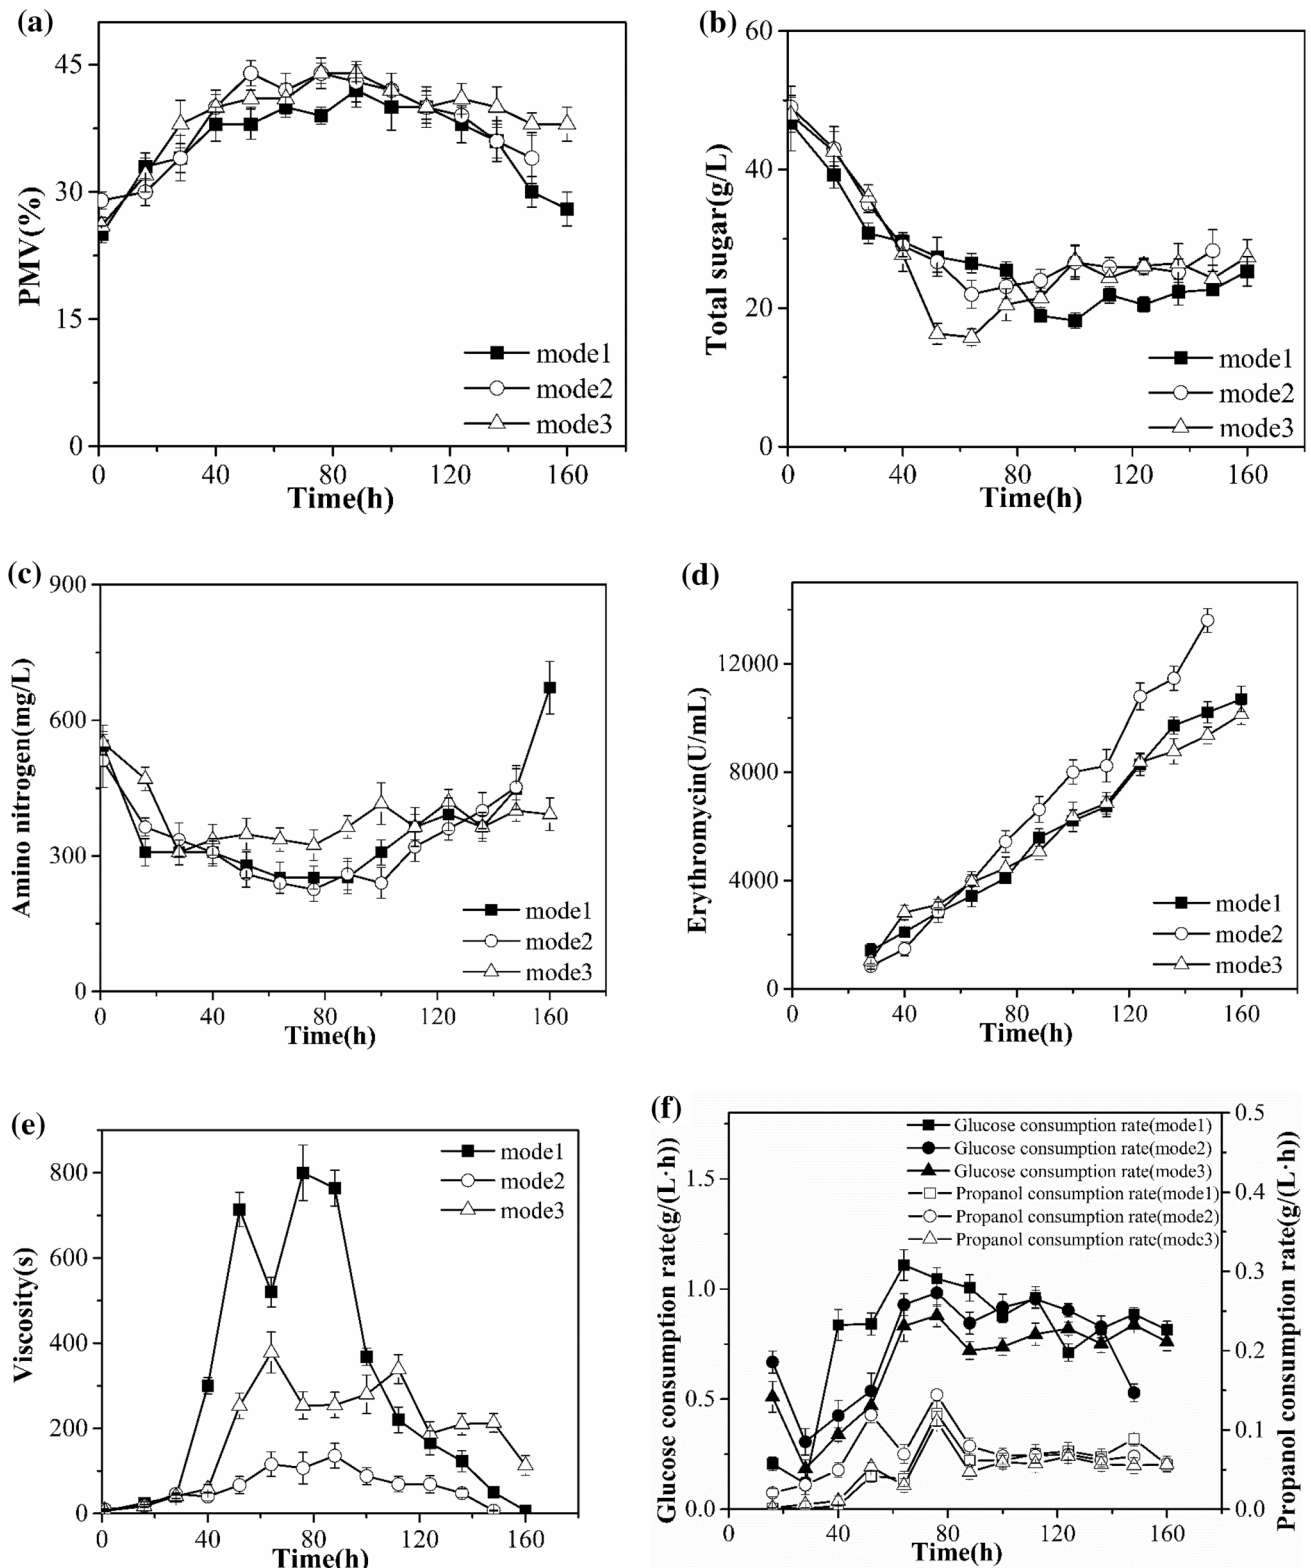 (a)
45
30
15
0
PMV(%)
mode1
mode2
mode3
0 40 80 120 160
Time(h)
(b)
60
40
20
0
Total sugar(g/L)
mode1
mode2
mode3
0 40 80 120 160
Time(h)
(c)
900
600
300
0
Amino nitrogen(mg/L)
mode1
mode2
mode3
0 40 80 120 160
Time(h)
(d)
12000
8000
4000
0
Erythromycin(U/mL)
mode1
mode2
mode3
0 40 80 120 160
Time(h)
(e)
800
600
400
200
0
Viscosity(s)
mode1
mode2
mode3
0 40 80 120 160
Time(h)
(f)
1.5
1.0
0.5
0.0
Glucose consumption rate(g/(L·h)
Glucose consumption rate(mode1)
Glucose consumption rate(mode2)
Glucose consumption rate(mode3)
Propanol consumption rate(mode1)
Propanol consumption rate(mode2)
Propanol consumption rate(mode3)
0.5
0.4
0.3
0.2
0.1
0.0
Propanol consumption rate(g/(L·h))
0 40 80 120 160
Time(h)